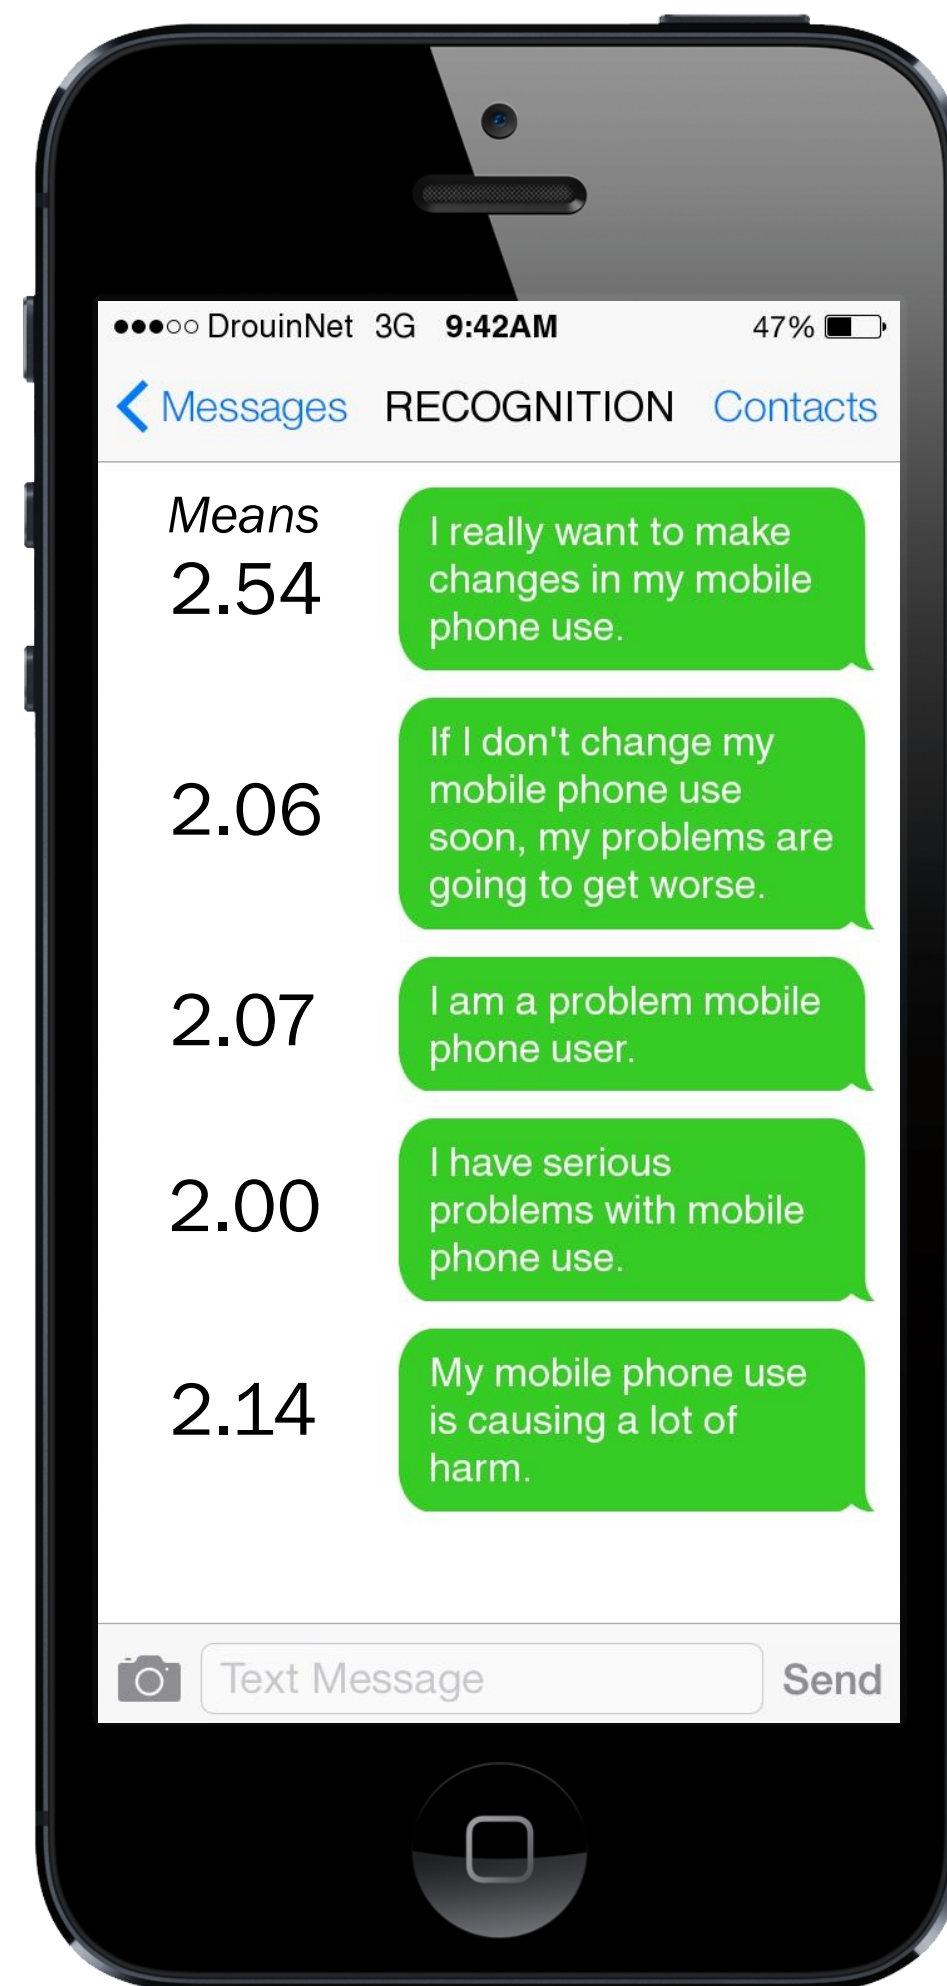 ●●●○○ DrouinNet 3G 9:42AM 47%
Messages RECOGNITION Contacts
Means
2.54
I really want to make
changes in my mobile
phone use.
2.06
If I don't change my
mobile phone use
soon, my problems are
going to get worse.
2.07
I am a problem mobile
phone user.
2.00
I have serious
problems with mobile
phone use.
2.14
My mobile phone use
is causing a lot of
harm.
Text Message Send